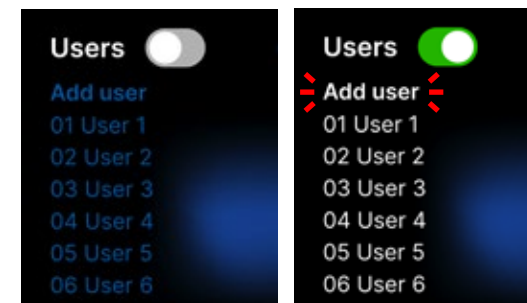 Users
Add user
01 User 1
02 User 2
03 User 3
04 User 4
05 User 5
06 User 6
Users
Add user
01 User 1
02 User 2
03 User 3
04 User 4
05 User 5
06 User 6